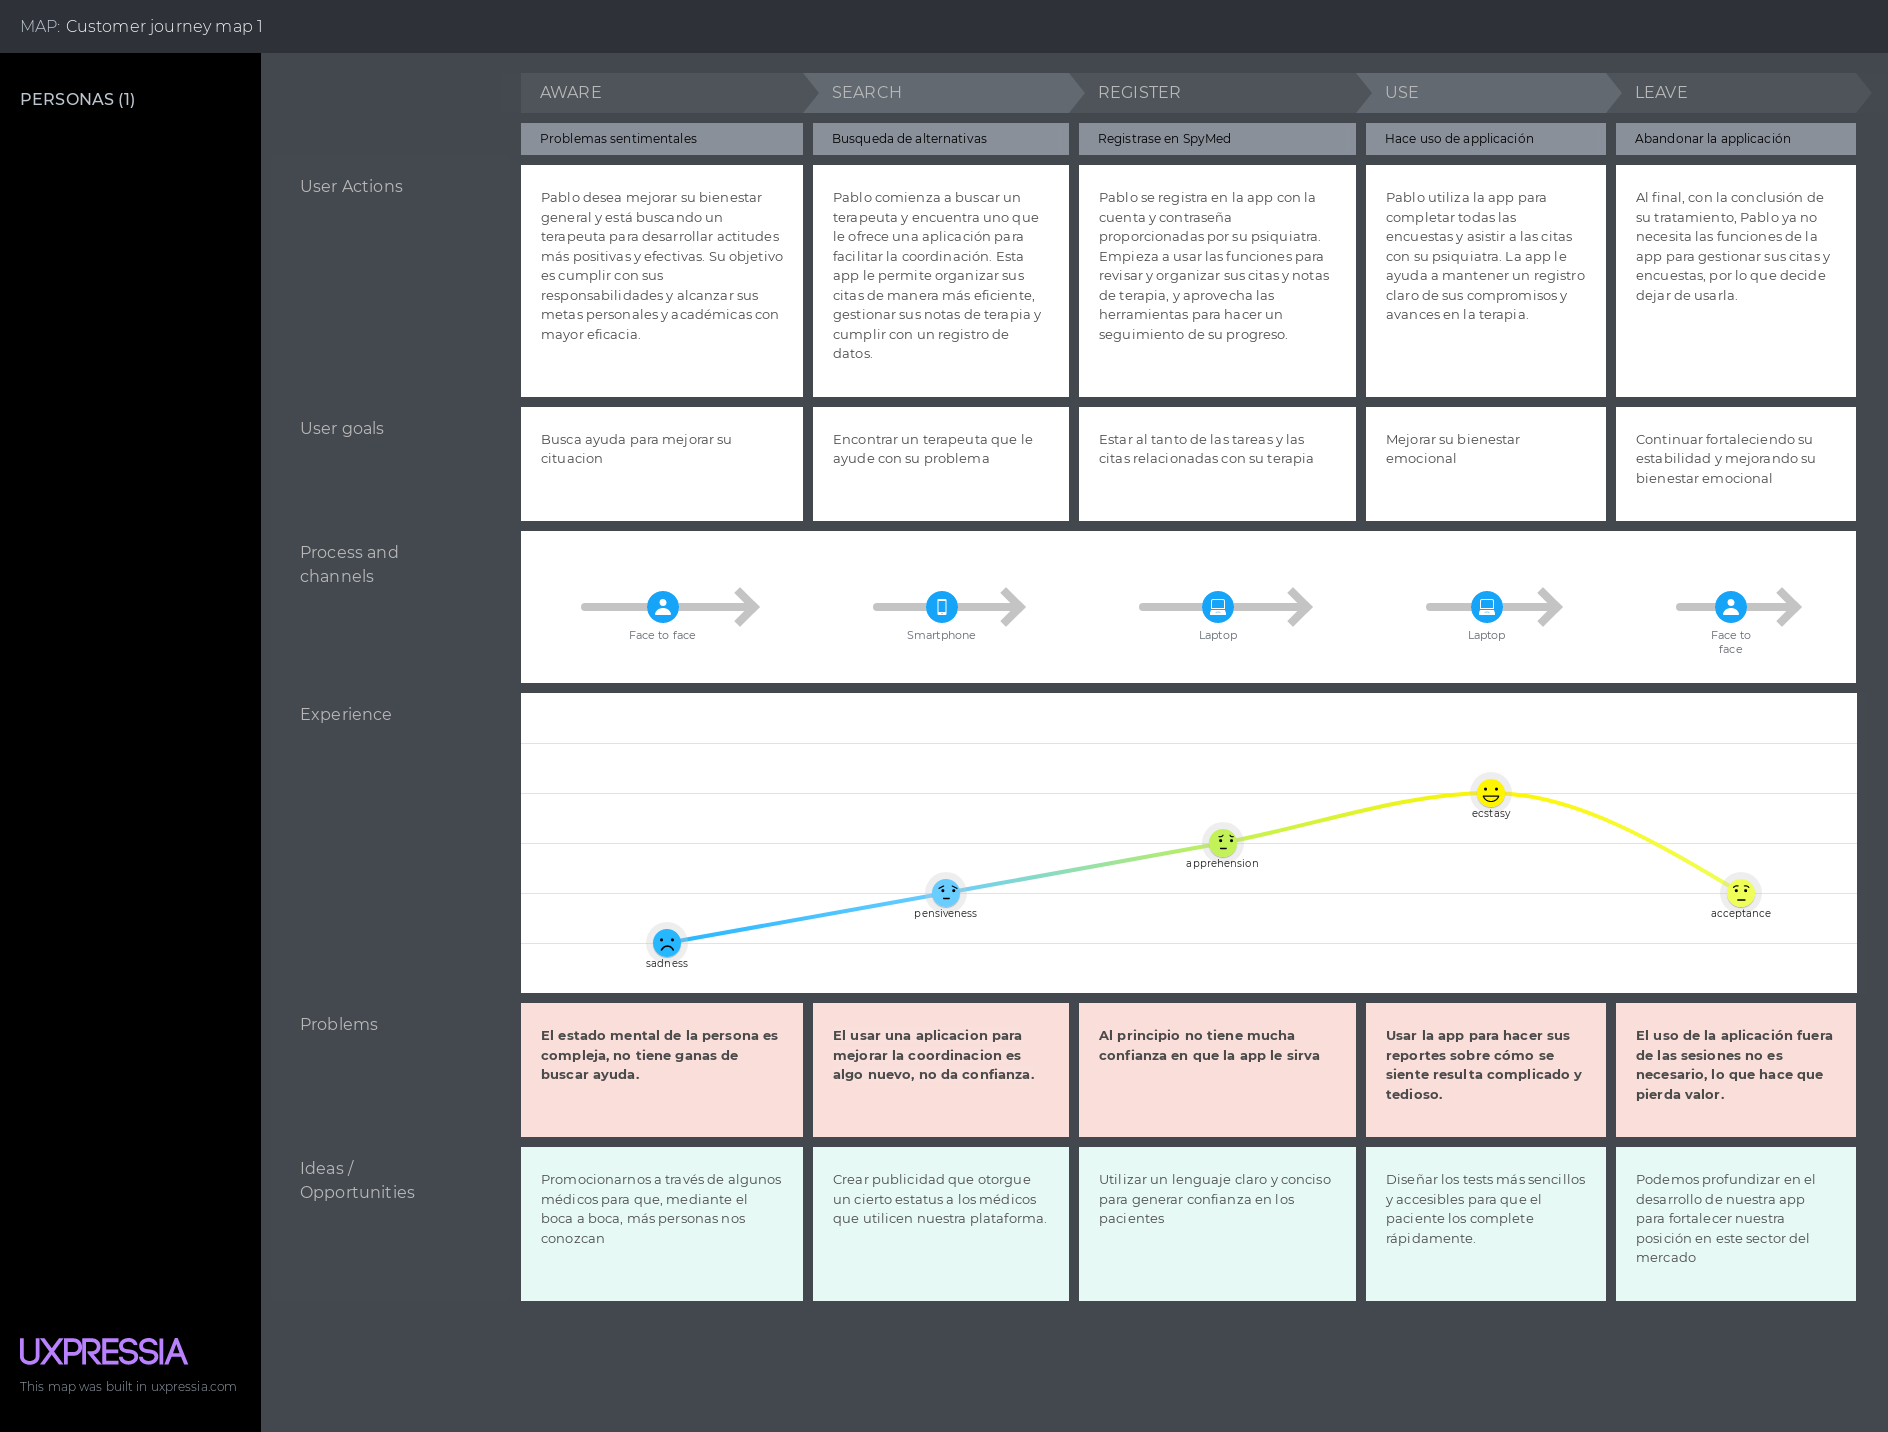 MAP: Customer journey map 1
PERSONAS (1)
AWARE
SEARCH
REGISTER
USE
LEAVE
Problemas sentimentales
Busqueda de alternativas
Registrase en SpyMed
Hace uso de applicación
Abandonar la applicación
User Actions
Pablo desea mejorar su bienestar
general y está buscando un
terapeuta para desarrollar actitudes
más positivas y efectivas. Su objetivo
es cumplir con sus
responsabilidades y alcanzar sus
metas personales y académicas con
mayor eficacia.
Pablo comienza a buscar un
terapeuta y encuentra uno que
le ofrece una aplicación para
facilitar la coordinación. Esta
app le permite organizar sus
citas de manera más eficiente,
gestionar sus notas de terapia y
cumplir con un registro de
datos.
Pablo se registra en la app con la
cuenta y contraseña
proporcionadas por su psiquiatra.
Empieza a usar las funciones para
revisar y organizar sus citas y notas
de terapia, y aprovecha las
herramientas para hacer un
seguimiento de su progreso.
Pablo utiliza la app para
completar todas las
encuestas y asistir a las citas
con su psiquiatra. La app le
ayuda a mantener un registro
claro de sus compromisos y
avances en la terapia.
Al final, con la conclusión de
su tratamiento, Pablo ya no
necesita las funciones de la
app para gestionar sus citas y
encuestas, por lo que decide
dejar de usarla.
User goals
Busca ayuda para mejorar su
cituacion
Encontrar un terapeuta que le
ayude con su problema
Estar al tanto de las tareas y las
citas relacionadas con su terapia
Mejorar su bienestar
emocional
Continuar fortaleciendo su
estabilidad y mejorando su
bienestar emocional
Process and
channels
Face to face
Smartphone
Laptop
Laptop
Face to
face
Experience
ecstasy
apprehension
pensiveness
acceptance
sadness
Problems
El estado mental de la persona es
compleja, no tiene ganas de
buscar ayuda.
El usar una aplicacion para
mejorar la coordinacion es
algo nuevo, no da confianza.
Al principio no tiene mucha
confianza en que la app le sirva
Usar la app para hacer sus
reportes sobre cómo se
siente resulta complicado y
tedioso.
El uso de la aplicación fuera
de las sesiones no es
necesario, lo que hace que
pierda valor.
Ideas /
Opportunities
Promocionarnos a través de algunos
médicos para que, mediante el
boca a boca, más personas nos
conozcan
Crear publicidad que otorgue
un cierto estatus a los médicos
que utilicen nuestra plataforma.
Utilizar un lenguaje claro y conciso
para generar confianza en los
pacientes
Diseñar los tests más sencillos
y accesibles para que el
paciente los complete
rápidamente.
Podemos profundizar en el
desarrollo de nuestra app
para fortalecer nuestra
posición en este sector del
mercado
UXPRESSIA
This map was built in uxpressia.com